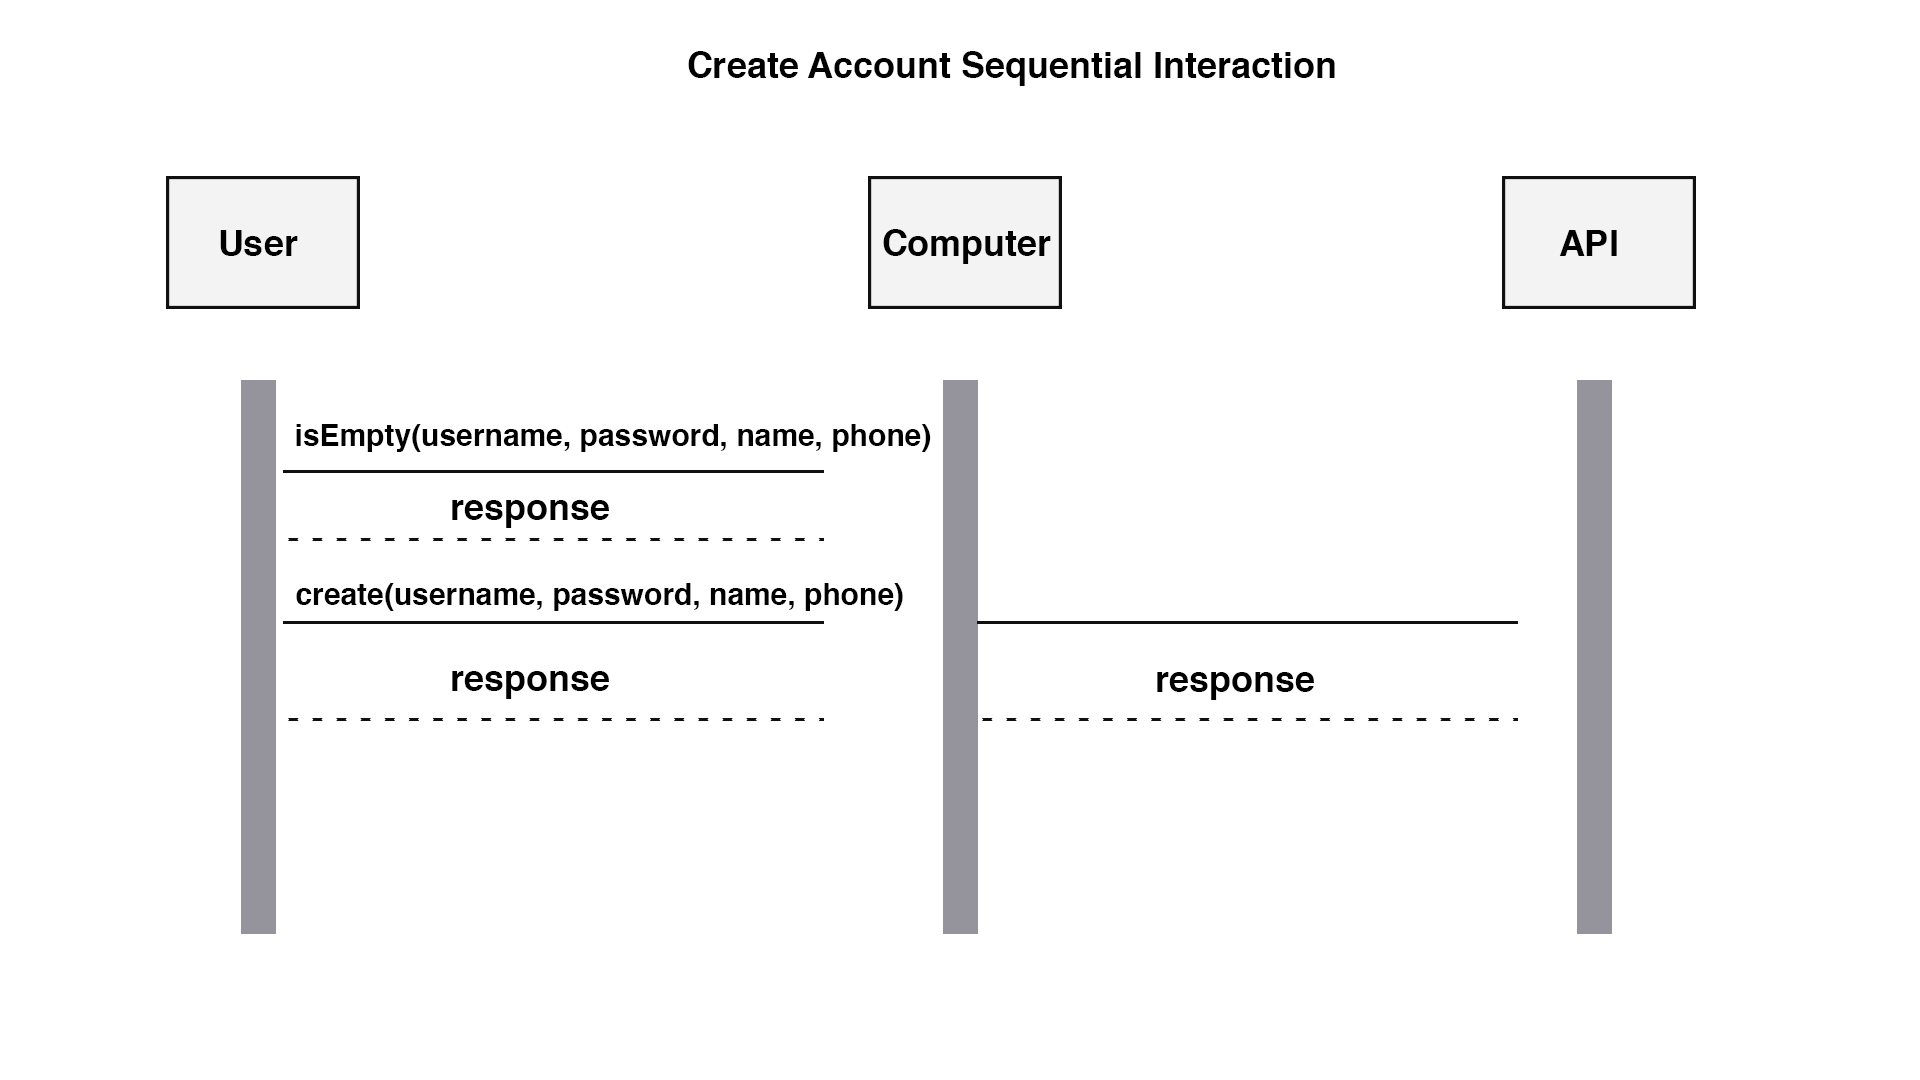 Create Account Sequential Interaction
User
Computer
API
isEmpty(username, password, name, phone)
response
create(username, password, name, phone)
response
response